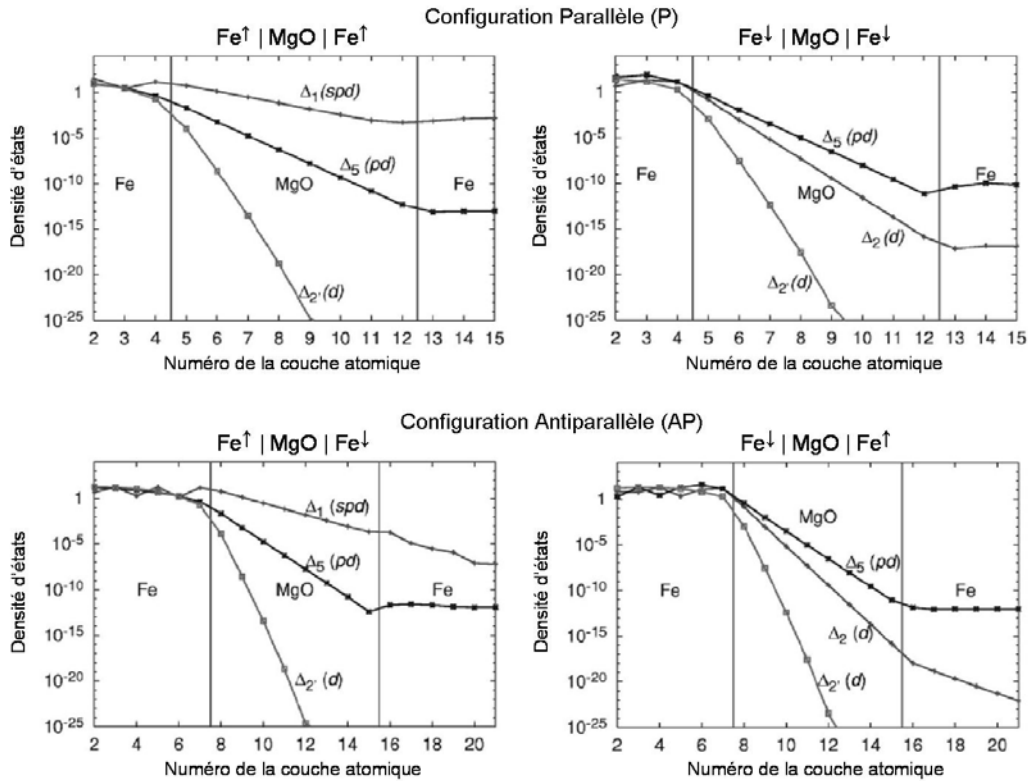 Configuration Parallèle (P)
Fe↑ | MgO | Fe↑
Densité d'états
1
10-5
10-10
10-15
10-20
10-25
Δ1 (spd)
Δ5 (pd)
Fe
MgO
Fe
Δ2'(d)
2 3 4 5 6 7 8 9 10 11 12 13 14 15
Numéro de la couche atomique
Fe↓ | MgO | Fe↓
Densité d'états
1
10-5
10-10
10-15
10-20
10-25
Δ5 (pd)
Fe
MgO
Fe
Δ2 (d)
Δ2'(d)
2 3 4 5 6 7 8 9 10 11 12 13 14 15
Numéro de la couche atomique
Configuration Antiparallèle (AP)
Fe↑ | MgO | Fe↓
Densité d'états
1
10-5
10-10
10-15
10-20
10-25
Δ1 (spd)
Δ5 (pd)
Fe
MgO
Fe
Δ2' (d)
2 4 6 8 10 12 14 16 18 20
Numéro de la couche atomique
Fe↓ | MgO | Fe↑
Densité d'états
1
10-5
10-10
10-15
10-20
10-25
MgO
Δ5 (pd)
Fe
Fe
Δ2 (d)
Δ2' (d)
2 4 6 8 10 12 14 16 18 20
Numéro de la couche atomique